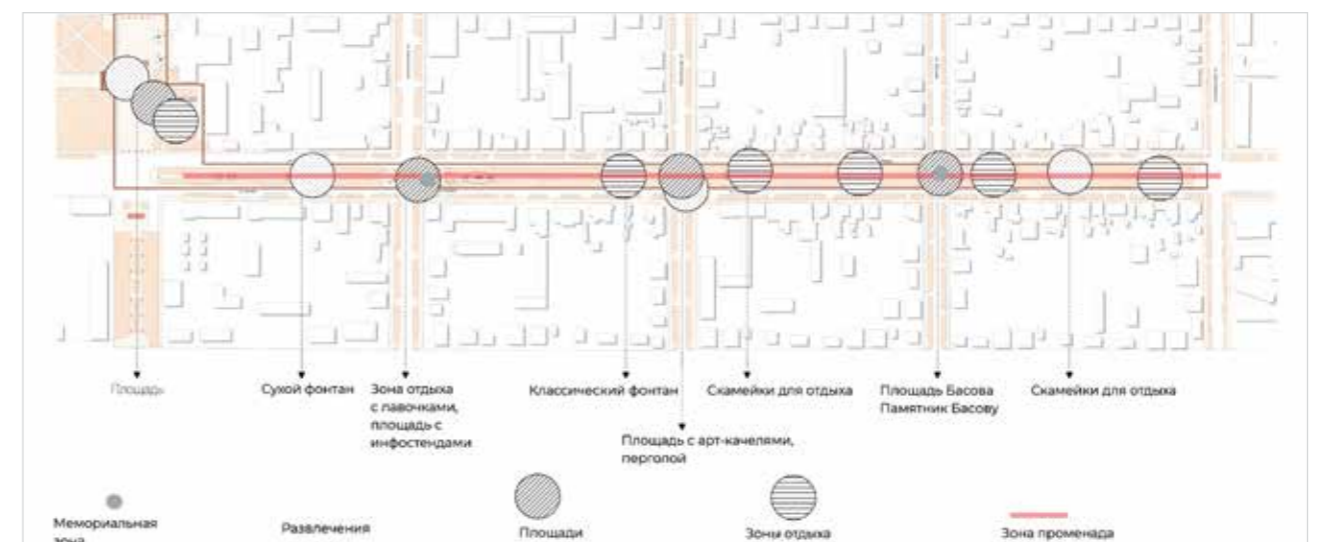 Площадь
Сухой фонтан
Зона отдыха
с лавочками,
площадь с
инфостендами
Классический фонтан
Площадь с арт-качелями,
перголой
Скамейки для отдыха
Площадь Басова
Памятник Басову
Скамейки для отдыха
Мемориальная
зона
Развлечения
Площади
Зоны отдыха
Зона променада